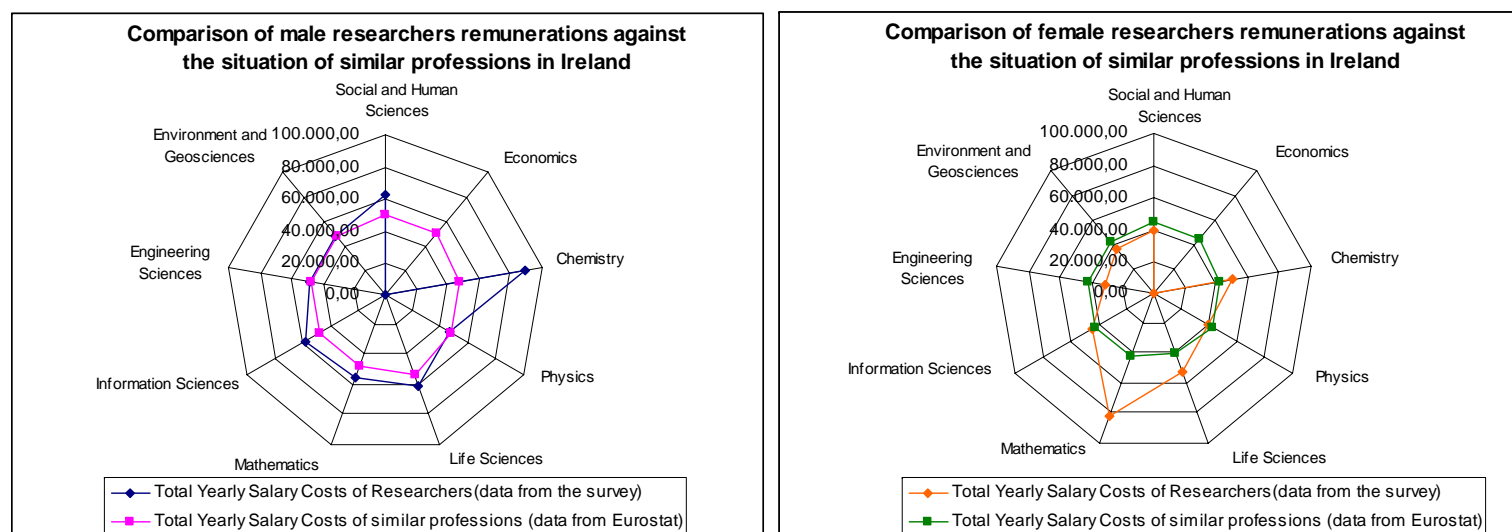 Comparison of male researchers remunerations against
the situation of similar professions in Ireland
Social and Human
Sciences
Economics
Chemistry
Physics
Life Sciences
Mathematics
Information Sciences
Engineering
Sciences
Environment and
Geosciences
100.000,00
80.000,00
60.000,00
40.000,00
20.000,00
0,00
Total Yearly Salary Costs of Researchers(data from the survey)
Total Yearly Salary Costs of similar professions (data from Eurostat)
Comparison of female researchers remunerations against
the situation of similar professions in Ireland
Social and Human
Sciences
Economics
Chemistry
Physics
Life Sciences
Mathematics
Information Sciences
Engineering
Sciences
Environment and
Geosciences
100.000,00
80.000,00
60.000,00
40.000,00
20.000,00
0,00
Total Yearly Salary Costs of Researchers(data from the survey)
Total Yearly Salary Costs of similar professions (data from Eurostat)